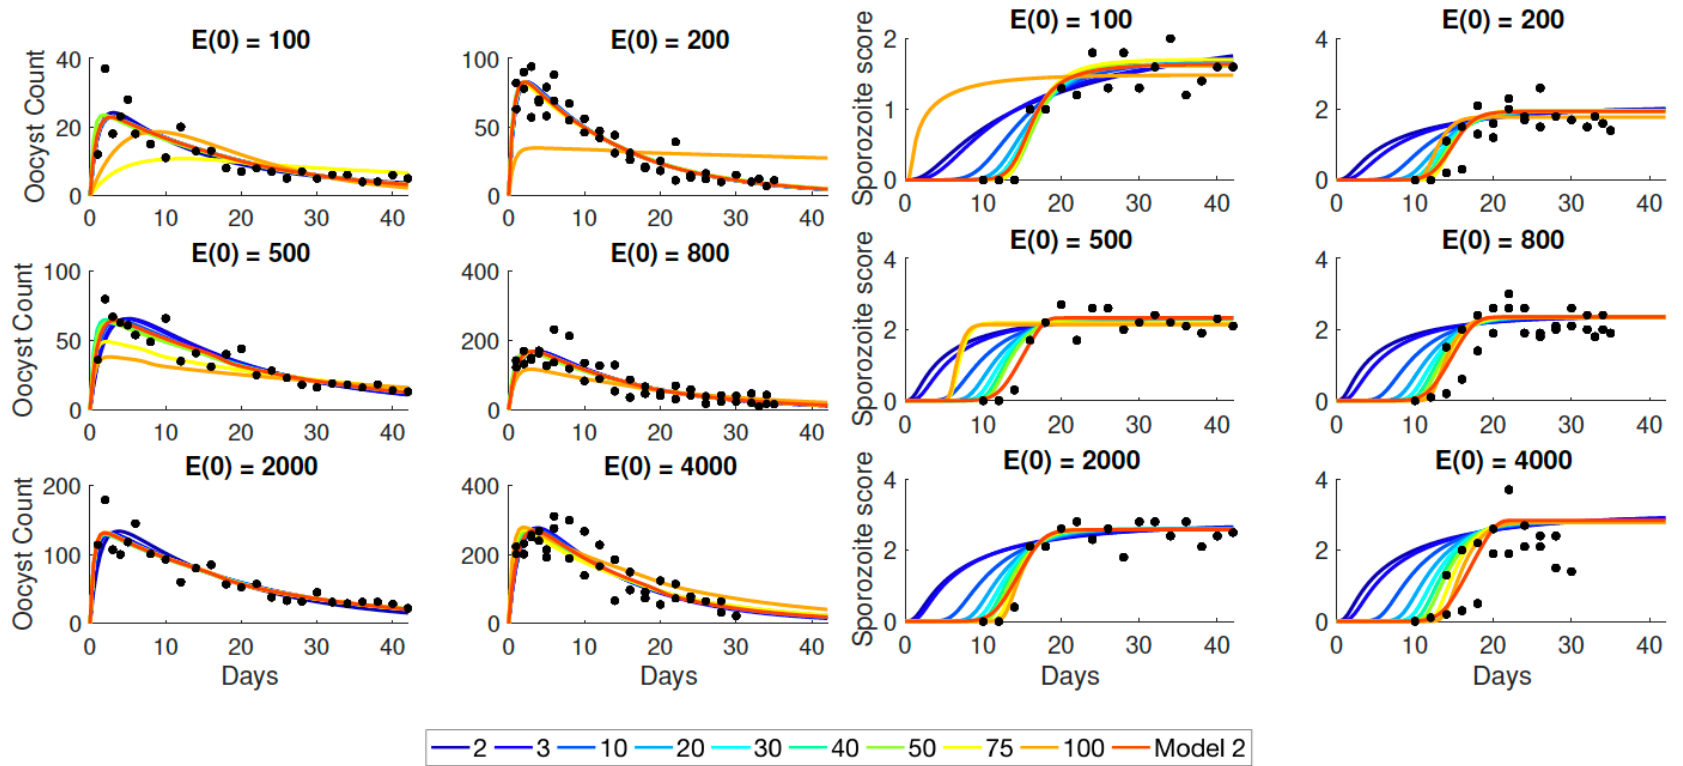 E(0) = 100
E(0) = 200
E(0) = 100
E(0) = 200
Oocyst Count
40
20
0
0 10 20 30 40
100
50
0
0 10 20 30 40
Sporozoite score
2
1
0
0 10 20 30 40
4
2
0
0 10 20 30 40
E(0) = 500
E(0) = 800
E(0) = 500
E(0) = 800
Oocyst Count
100
50
0
0 10 20 30 40
400
200
0
0 10 20 30 40
Sporozoite score
4
2
0
0 10 20 30 40
4
2
0
0 10 20 30 40
E(0) = 2000
E(0) = 4000
E(0) = 2000
E(0) = 4000
Oocyst Count
200
100
0
0 10 20 30 40
Days
400
200
0
0 10 20 30 40
Days
Sporozoite score
4
2
0
0 10 20 30 40
Days
4
2
0
0 10 20 30 40
Days
2 3 10 20 30 40 50 75 100 Model 2